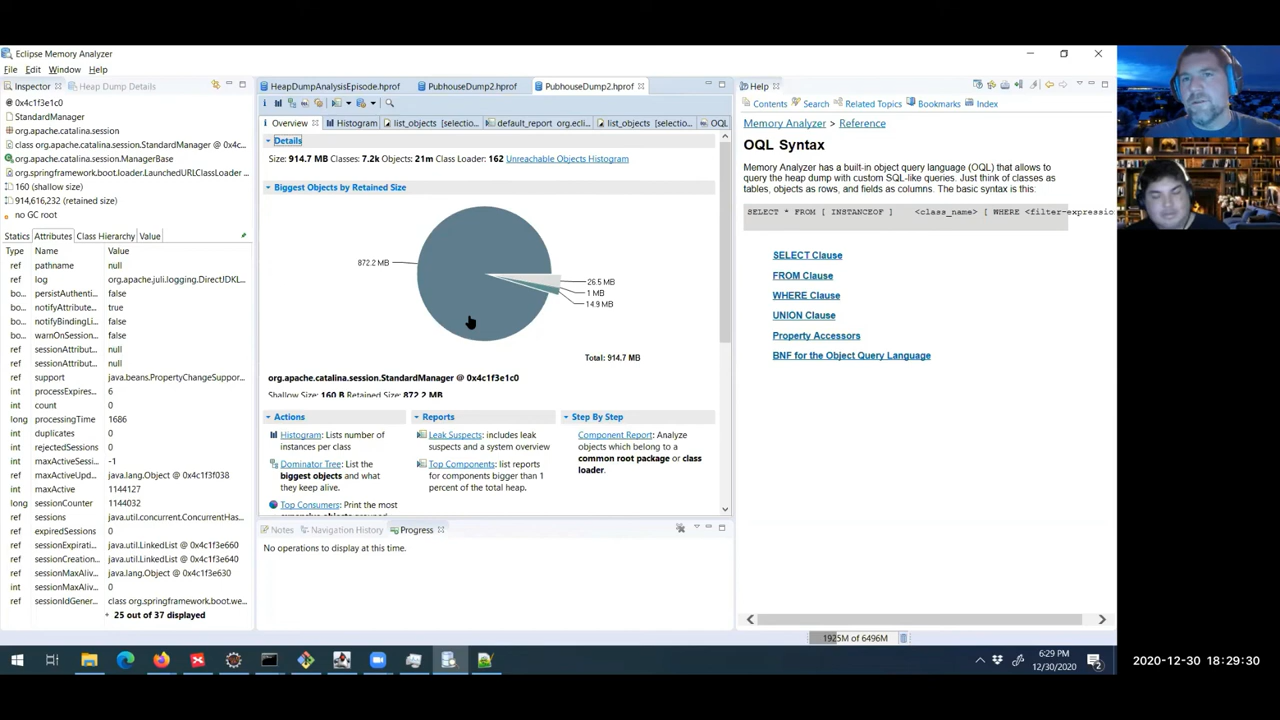 Eclipse Memory Analyzer
File Edit Window Help
Inspector
Heap Dump Details
HeapDumpAnalysisEpisode.hprof
PubhouseDump2.hprof
PubhouseDump2.hprof
Help
0x4c1f3e1c0
StandardManager
org.apache.catalina.session
class org.apache.catalina.session.StandardManager @ 0x4c...
org.apache.catalina.session.ManagerBase
org.springframework.boot.loader.LaunchedURLClassLoader
160 (shallow size)
914,616,232 (retained size)
no GC root
Statics Attributes Class Hierarchy Value
Type Name Value
ref pathname null
ref log org.apache.juli.logging.DirectJDKL...
bo... persistAuthenti... false
bo... notifyAttribute... true
bo... notifyBindingLi... false
bo... warnOnSession... false
ref sessionAttribut... null
ref sessionAttribut... null
ref support java.beans.PropertyChangeSuppor...
int processExpires... 6
int count 0
long processingTime 1686
int duplicates 0
int rejectedSessions 0
int maxActiveSessi... -1
ref maxActiveUpd... java.lang.Object @ 0x4c1f3f038
int maxActive 1144127
long sessionCounter 1144032
ref sessions java.util.concurrent.ConcurrentHas...
int expiredSessions 0
ref sessionExpirati... java.util.LinkedList @ 0x4c1f3e660
ref sessionCreation... java.util.LinkedList @ 0x4c1f3e640
ref sessionMaxAliv... java.lang.Object @ 0x4c1f3e630
int sessionMaxAliv... 0
ref sessionIdGener... class org.springframework.boot.we...
25 out of 37 displayed
i Overview Histogram list_objects [selectio... default_report org.ecli... list_objects [selectio... OQL
Details
Size: 914.7 MB Classes: 7.2k Objects: 21m Class Loader: 162 Unreachable Objects Histogram
Biggest Objects by Retained Size
872.2 MB
26.5 MB
1 MB
14.9 MB
Total: 914.7 MB
org.apache.catalina.session.StandardManager @ 0x4c1f3e1c0
Shallow Size: 160 B Retained Size: 872.2 MB
Actions
Histogram: Lists number of
instances per class
Dominator Tree: List the
biggest objects and what
they keep alive.
Top Consumers: Print the most
Reports
Leak Suspects: includes leak
suspects and a system overview
Top Components: list reports
for components bigger than 1
percent of the total heap.
Step By Step
Component Report: Analyze
objects which belong to a
common root package or class
loader.
Notes Navigation History Progress
No operations to display at this time.
Contents Search Related Topics Bookmarks Index
Memory Analyzer > Reference
OQL Syntax
Memory Analyzer has a built-in object query language (OQL) that allows to
query the heap dump with custom SQL-like queries. Just think of classes as
tables, objects as rows, and fields as columns. The basic syntax is this:
SELECT * FROM [ INSTANCEOF ] <class_name> [ WHERE <filter-expressio
SELECT Clause
FROM Clause
WHERE Clause
UNION Clause
Property Accessors
BNF for the Object Query Language
1925M of 6496M
6:29 PM
12/30/2020
2
2020-12-30 18:29:30